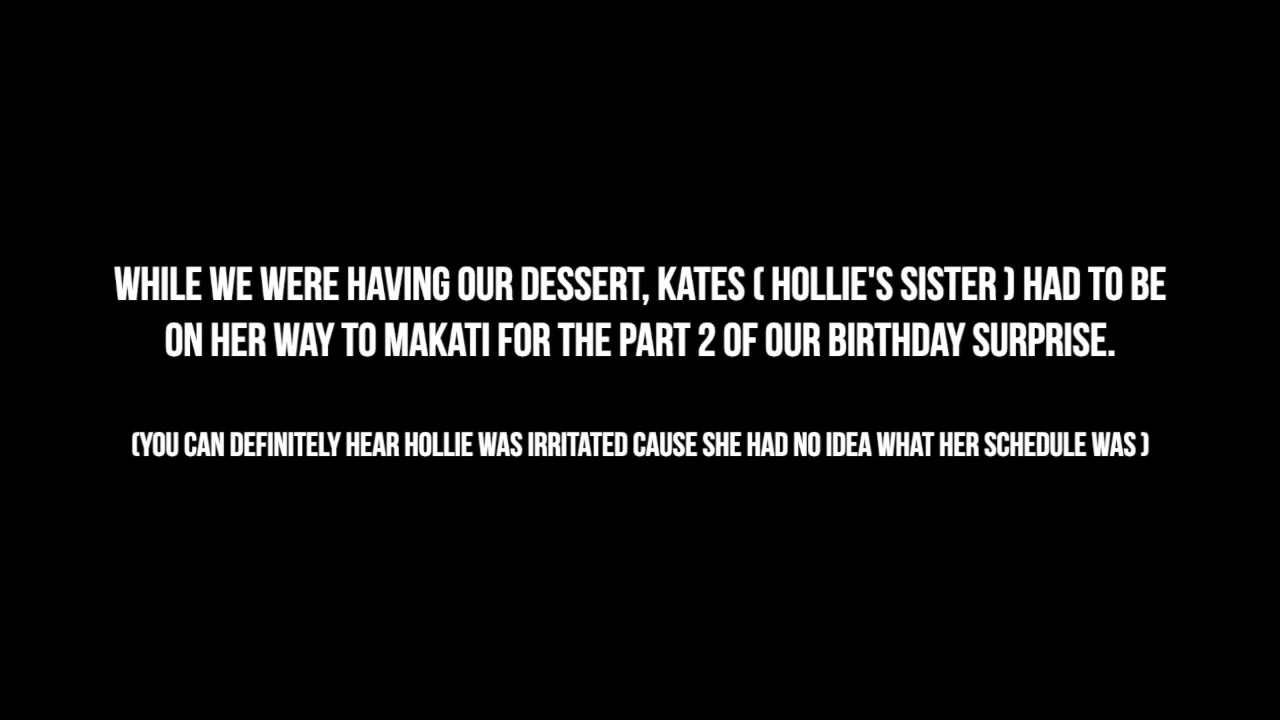 WHILE WE WERE HAVING OUR DESSERT, KATES ( HOLLIE'S SISTER ) HAD TO BE
ON HER WAY TO MAKATI FOR THE PART 2 OF OUR BIRTHDAY SURPRISE.
(YOU CAN DEFINITELY HEAR HOLLIE WAS IRRITATED CAUSE SHE HAD NO IDEA WHAT HER SCHEDULE WAS )